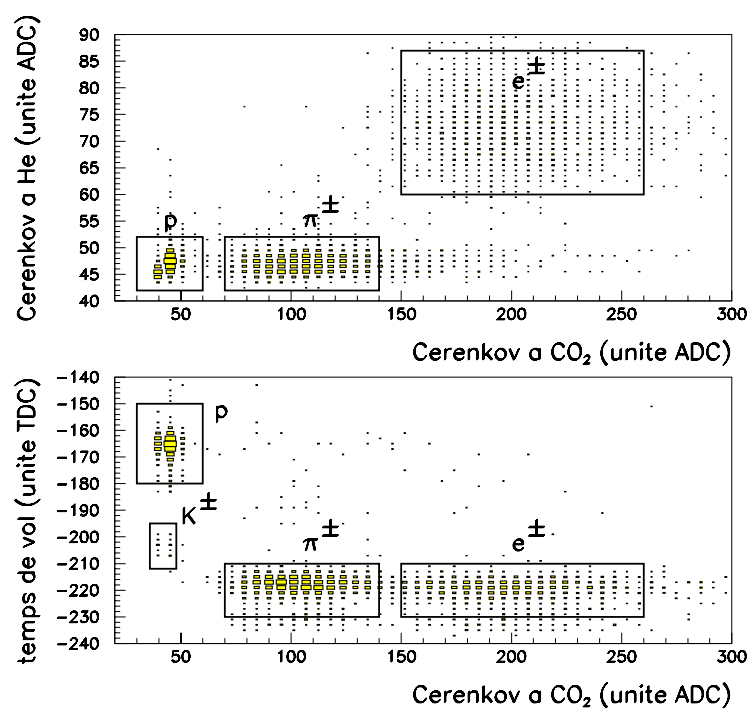 Cerenkov a He (unite ADC)
90
85
80
75
70
65
60
55
50
45
40
p
π±
e±
50 100 150 200 250 300
Cerenkov a CO₂ (unite ADC)
temps de vol (unite TDC)
-140
-150
-160
-170
-180
-190
-200
-210
-220
-230
-240
p
K±
π±
e±
50 100 150 200 250 300
Cerenkov a CO₂ (unite ADC)